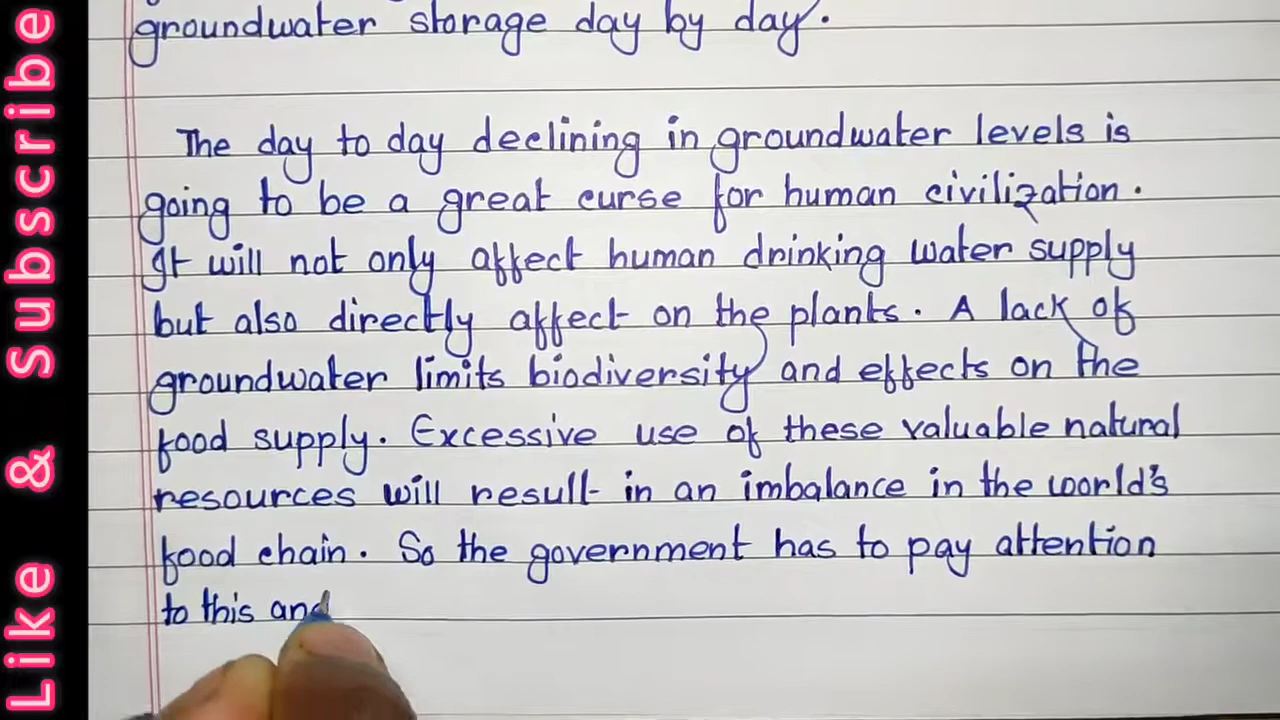 groundwater storage day by day.
The day to day declining in groundwater levels is
going to be a great curse for human civilization.
It will not only affect human drinking water supply
but also directly affect on the plants. A lack of
groundwater limits biodiversity and effects on the
food supply. Excessive use of these valuable natural
resources will result in an imbalance in the world's
food chain. So the government has to pay attention
to this and
Like & Subscribe